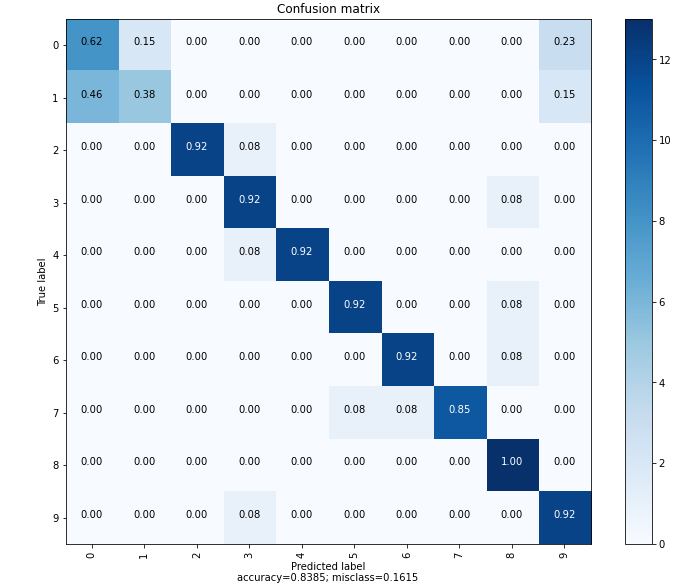 Confusion matrix
0 0.62 0.15 0.00 0.00 0.00 0.00 0.00 0.00 0.00 0.23
1 0.46 0.38 0.00 0.00 0.00 0.00 0.00 0.00 0.00 0.15
2 0.00 0.00 0.92 0.08 0.00 0.00 0.00 0.00 0.00 0.00
3 0.00 0.00 0.00 0.92 0.00 0.00 0.00 0.00 0.08 0.00
4 0.00 0.00 0.00 0.08 0.92 0.00 0.00 0.00 0.00 0.00
5 0.00 0.00 0.00 0.00 0.00 0.92 0.00 0.00 0.08 0.00
6 0.00 0.00 0.00 0.00 0.00 0.00 0.92 0.00 0.08 0.00
7 0.00 0.00 0.00 0.00 0.00 0.08 0.08 0.85 0.00 0.00
8 0.00 0.00 0.00 0.00 0.00 0.00 0.00 0.00 1.00 0.00
9 0.00 0.00 0.00 0.08 0.00 0.00 0.00 0.00 0.00 0.92
True label
0 1 2 3 4 5 6 7 8 9
Predicted label
accuracy=0.8385; misclass=0.1615
12
10
8
6
4
2
0